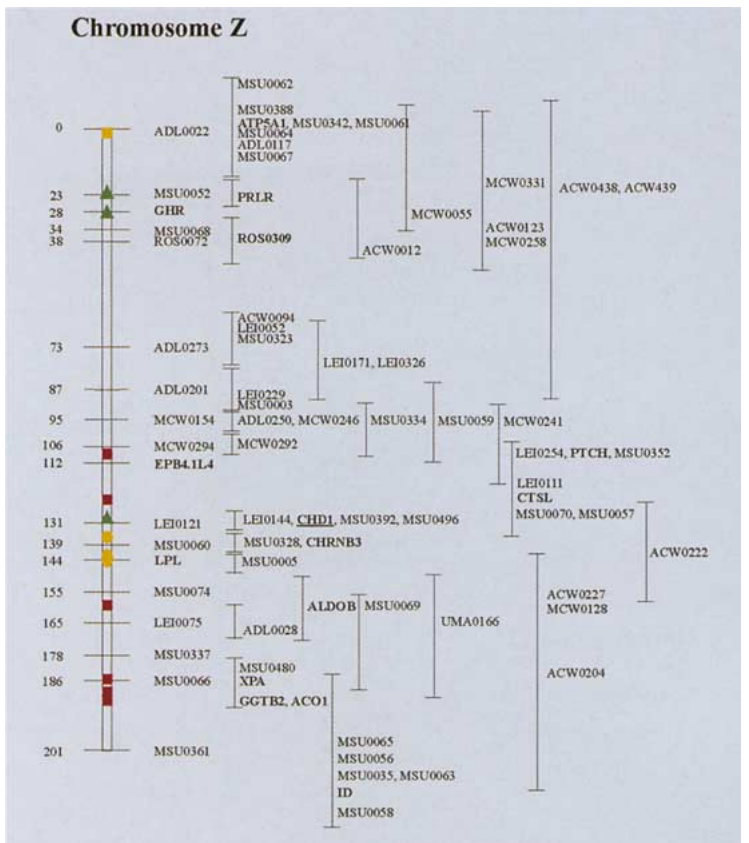 Chromosome Z
MSU0062
MSU0388
0 ADL0022 ATP5A1, MSU0342, MSU0061
MSU0064
ADL0117
MSU0067
MCW0331
ACW0438, ACW439
23 MSU0052 PRLR
28 GHR
MCW0055
34 MSU0068
ACW0123
38 ROS0072 ROS0309
MCW0258
ACW0012
ACW0094
LEI0052
MSU0323
73 ADL0273
LEI0171, LEI0326
87 ADL0201
LEI0229
MSU0003
95 MCW0154 ADL0250, MCW0246 MSU0334 MSU0059 MCW0241
106 MCW0294 MCW0292
LEI0254, PTCH, MSU0352
112 EPB4.1L4
LEI0111
CTSL
MSU0070, MSU0057
131 LEI0121 LEI0144, CHD1, MSU0392, MSU0496
139 MSU0060 MSU0328, CHRNB3
ACW0222
144 LPL MSU0005
155 MSU0074
ACW0227
ALDOB MSU0069
MCW0128
165 LEI0075
UMA0166
ADL0028
178 MSU0337
MSU0480
ACW0204
186 MSU0066 XPA
GGTB2, ACO1
MSU0065
201 MSU0361
MSU0056
MSU0035, MSU0063
ID
MSU0058